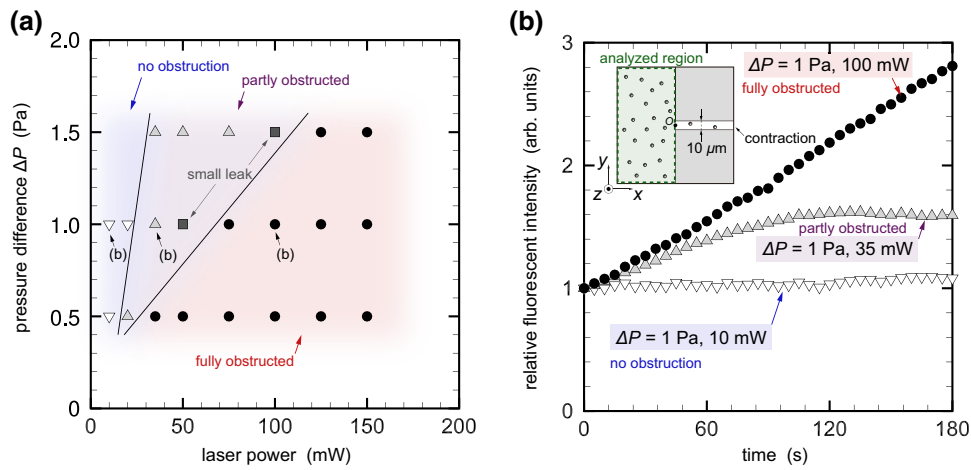 (a)
2.0
1.5
1.0
0.5
0
pressure difference ΔP (Pa)
0
50
100
150
200
laser power (mW)
no obstruction
partly obstructed
small leak
(b)
(b)
(b)
fully obstructed
(b)
3
2
1
0
relative fluorescent intensity (arb. units)
0
60
120
180
time (s)
analyzed region
O
10 μm
contraction
y
z
x
ΔP = 1 Pa, 100 mW
fully obstructed
partly obstructed
ΔP = 1 Pa, 35 mW
ΔP = 1 Pa, 10 mW
no obstruction